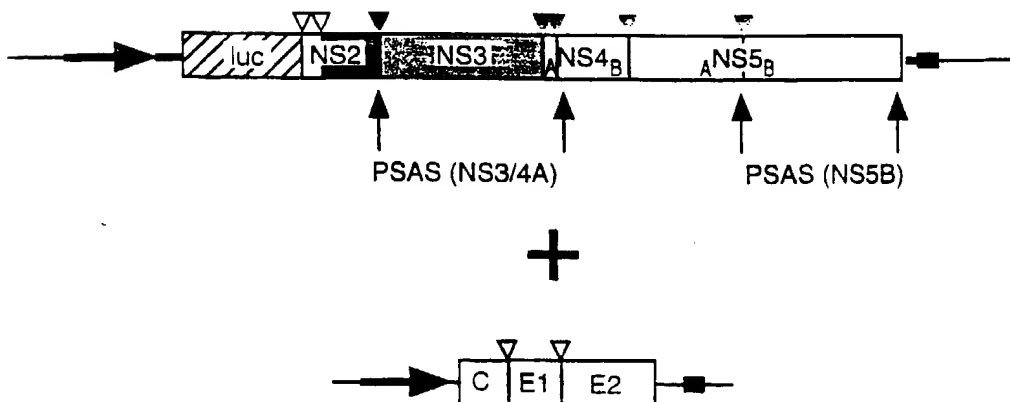 luc NS2 NS3 A NS4B ANS5B
PSAS (NS3/4A) PSAS (NS5B)
+
C E1 E2